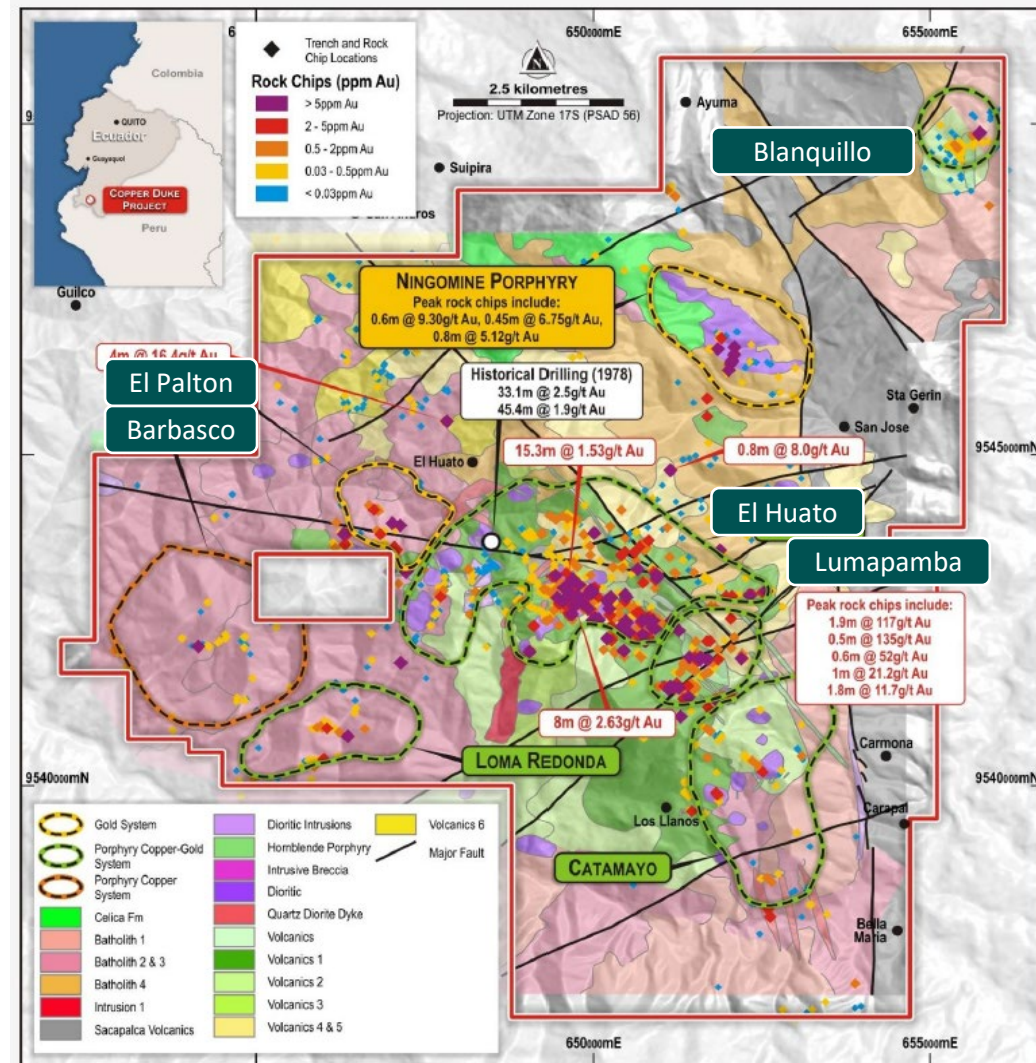 650000mE
655000mE
Colombia
QUITO
Ecuador
Guayaquil
COPPER DUKE
PROJECT
Peru
Trench and Rock
Chip Locations
Rock Chips (ppm Au)
> 5ppm Au
2 - 5ppm Au
0.5 - 2ppm Au
0.03 - 0.5ppm Au
< 0.03ppm Au
N
2.5 kilometres
Projection: UTM Zone 17S (PSAD 56)
Ayuma
Blanquillo
Suipira
Guilco
NINGOMINE PORPHYRY
Peak rock chips include:
0.6m @ 9.30g/t Au, 0.45m @ 6.75g/t Au,
0.8m @ 5.12g/t Au
4m @ 16.4g/t Au
El Palton
Barbasco
Historical Drilling (1978)
33.1m @ 2.5g/t Au
45.4m @ 1.9g/t Au
Sta Gerin
San Jose
El Huato
15.3m @ 1.53g/t Au
0.8m @ 8.0g/t Au
9545000mN
El Huato
Lumapamba
Peak rock chips include:
1.9m @ 117g/t Au
0.5m @ 135g/t Au
0.6m @ 52g/t Au
1m @ 21.2g/t Au
1.8m @ 11.7g/t Au
8m @ 2.63g/t Au
LOMA REDONDA
Carmona
9540000mN
9540000mN
Los Llanos
Carapal
CATAMAYO
Bella
Maria
Gold System
Porphyry Copper-Gold
System
Porphyry Copper
System
Celica Fm
Batholith 1
Batholith 2 & 3
Batholith 4
Intrusion 1
Sacapalca Volcanics
Dioritic Intrusions
Hornblende Porphyry
Intrusive Breccia
Dioritic
Quartz Diorite Dyke
Volcanics
Volcanics 1
Volcanics 2
Volcanics 3
Volcanics 4 & 5
Volcanics 6
Major Fault
650000mE
655000mE